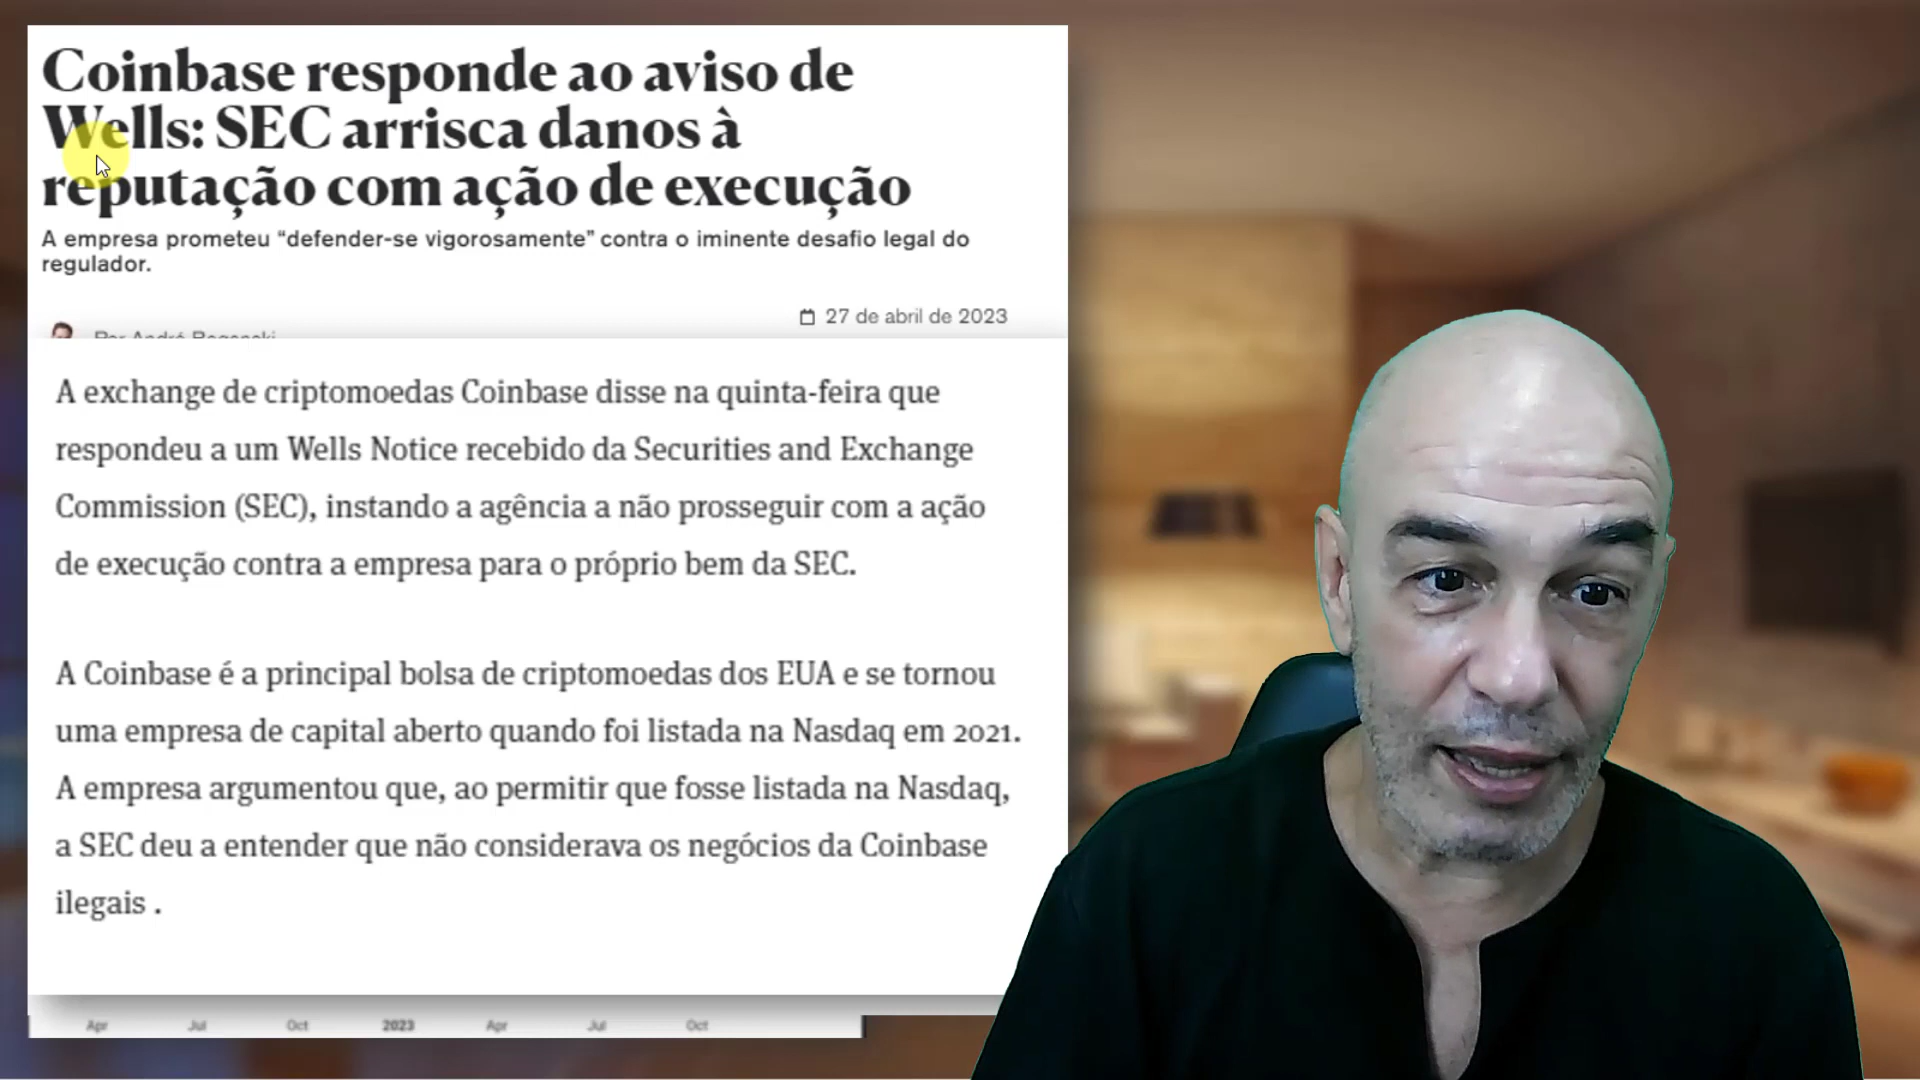 Coinbase responde ao aviso de
Wells: SEC arrisca danos à
reputação com ação de execução
A empresa prometeu “defender-se vigorosamente” contra o iminente desafio legal do
regulador.
27 de abril de 2023
Por André
A exchange de criptomoedas Coinbase disse na quinta-feira que
respondeu a um Wells Notice recebido da Securities and Exchange
Commission (SEC), instando a agência a não prosseguir com a ação
de execução contra a empresa para o próprio bem da SEC.
A Coinbase é a principal bolsa de criptomoedas dos EUA e se tornou
uma empresa de capital aberto quando foi listada na Nasdaq em 2021.
A empresa argumentou que, ao permitir que fosse listada na Nasdaq,
a SEC deu a entender que não considerava os negócios da Coinbase
ilegais .
Apr Jul Oct 2023 Apr Jul Oct